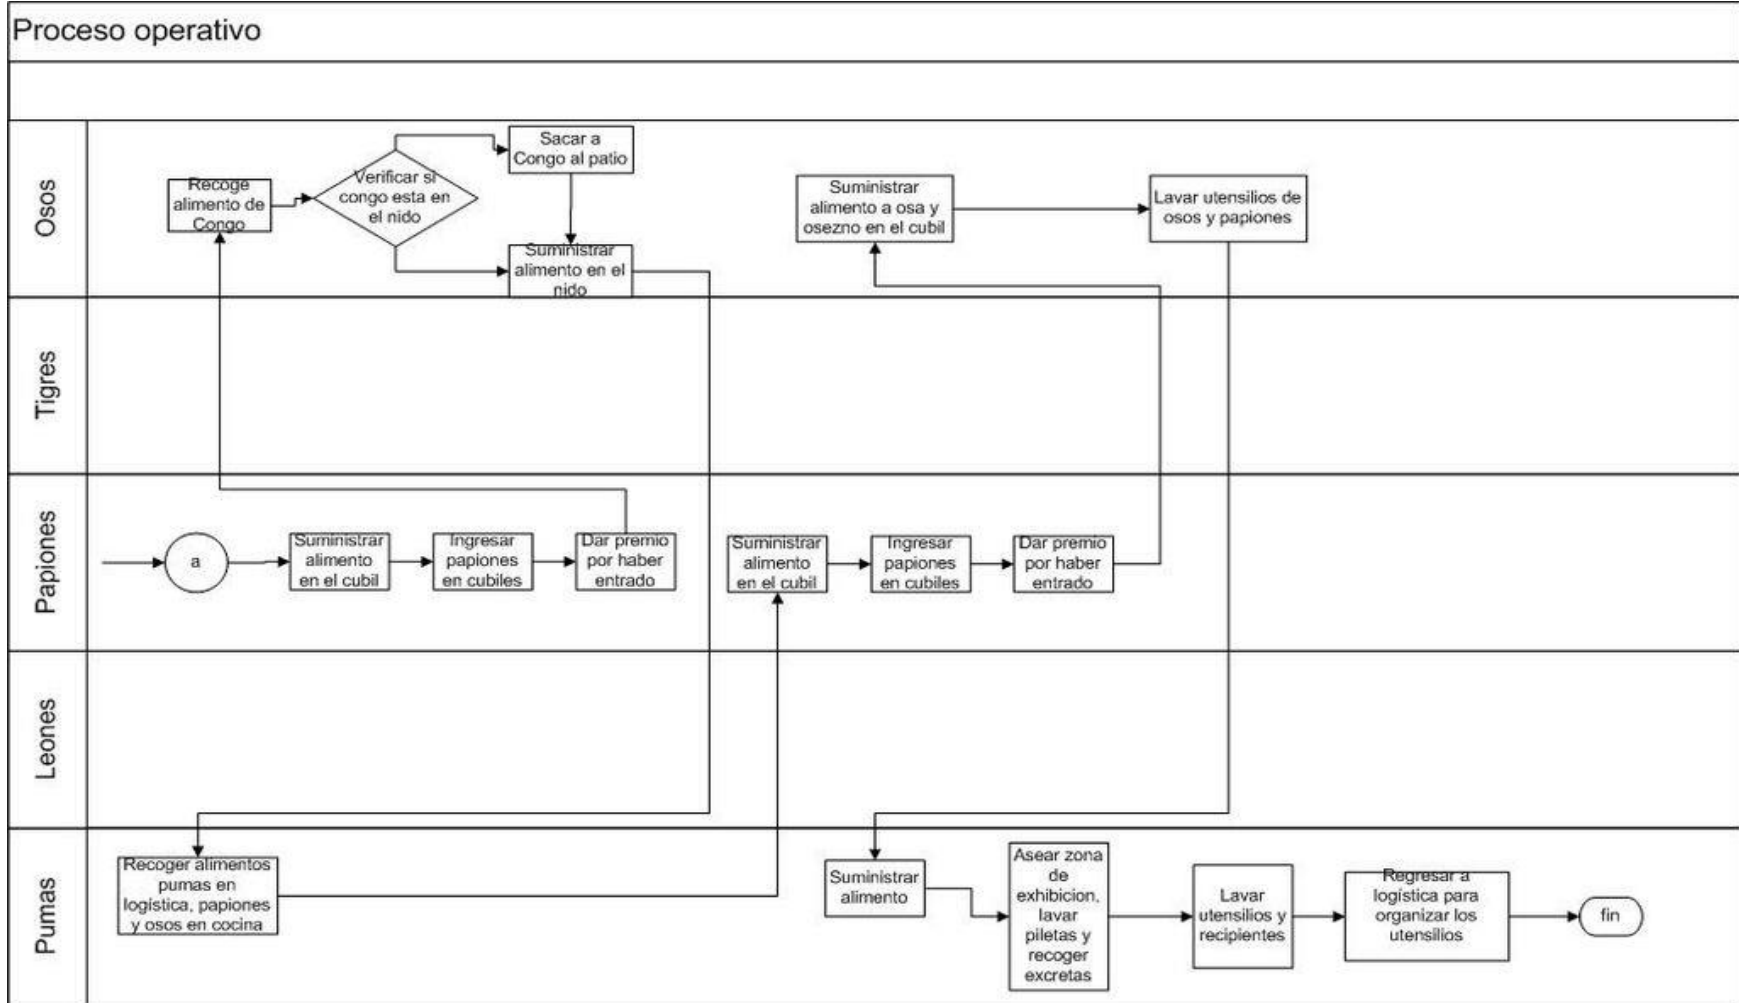 Proceso operativo
Osos
Recoge
alimento de
Congo
Verificar si
congo esta en
el nido
Sacar a
Congo al patio
Suministrar
alimento en el
nido
Suministrar
alimento a osa y
osezno en el cubil
Lavar utensilios de
osos y papiones
Tigres
Papiones
a
Suministrar
alimento
en el cubil
Ingresar
papiones
en cubiles
Dar premio
por haber
entrado
Suministrar
alimento
en el cubil
Ingresar
papiones
en cubiles
Dar premio
por haber
entrado
Leones
Pumas
Recoger alimentos
pumas en
logística, papiones
y osos en cocina
Suministrar
alimento
Asear zona
de
exhibicion,
lavar
piletas y
recoger
excretas
Lavar
utensilios y
recipientes
Regresar a
logística para
organizar los
utensilios
fin